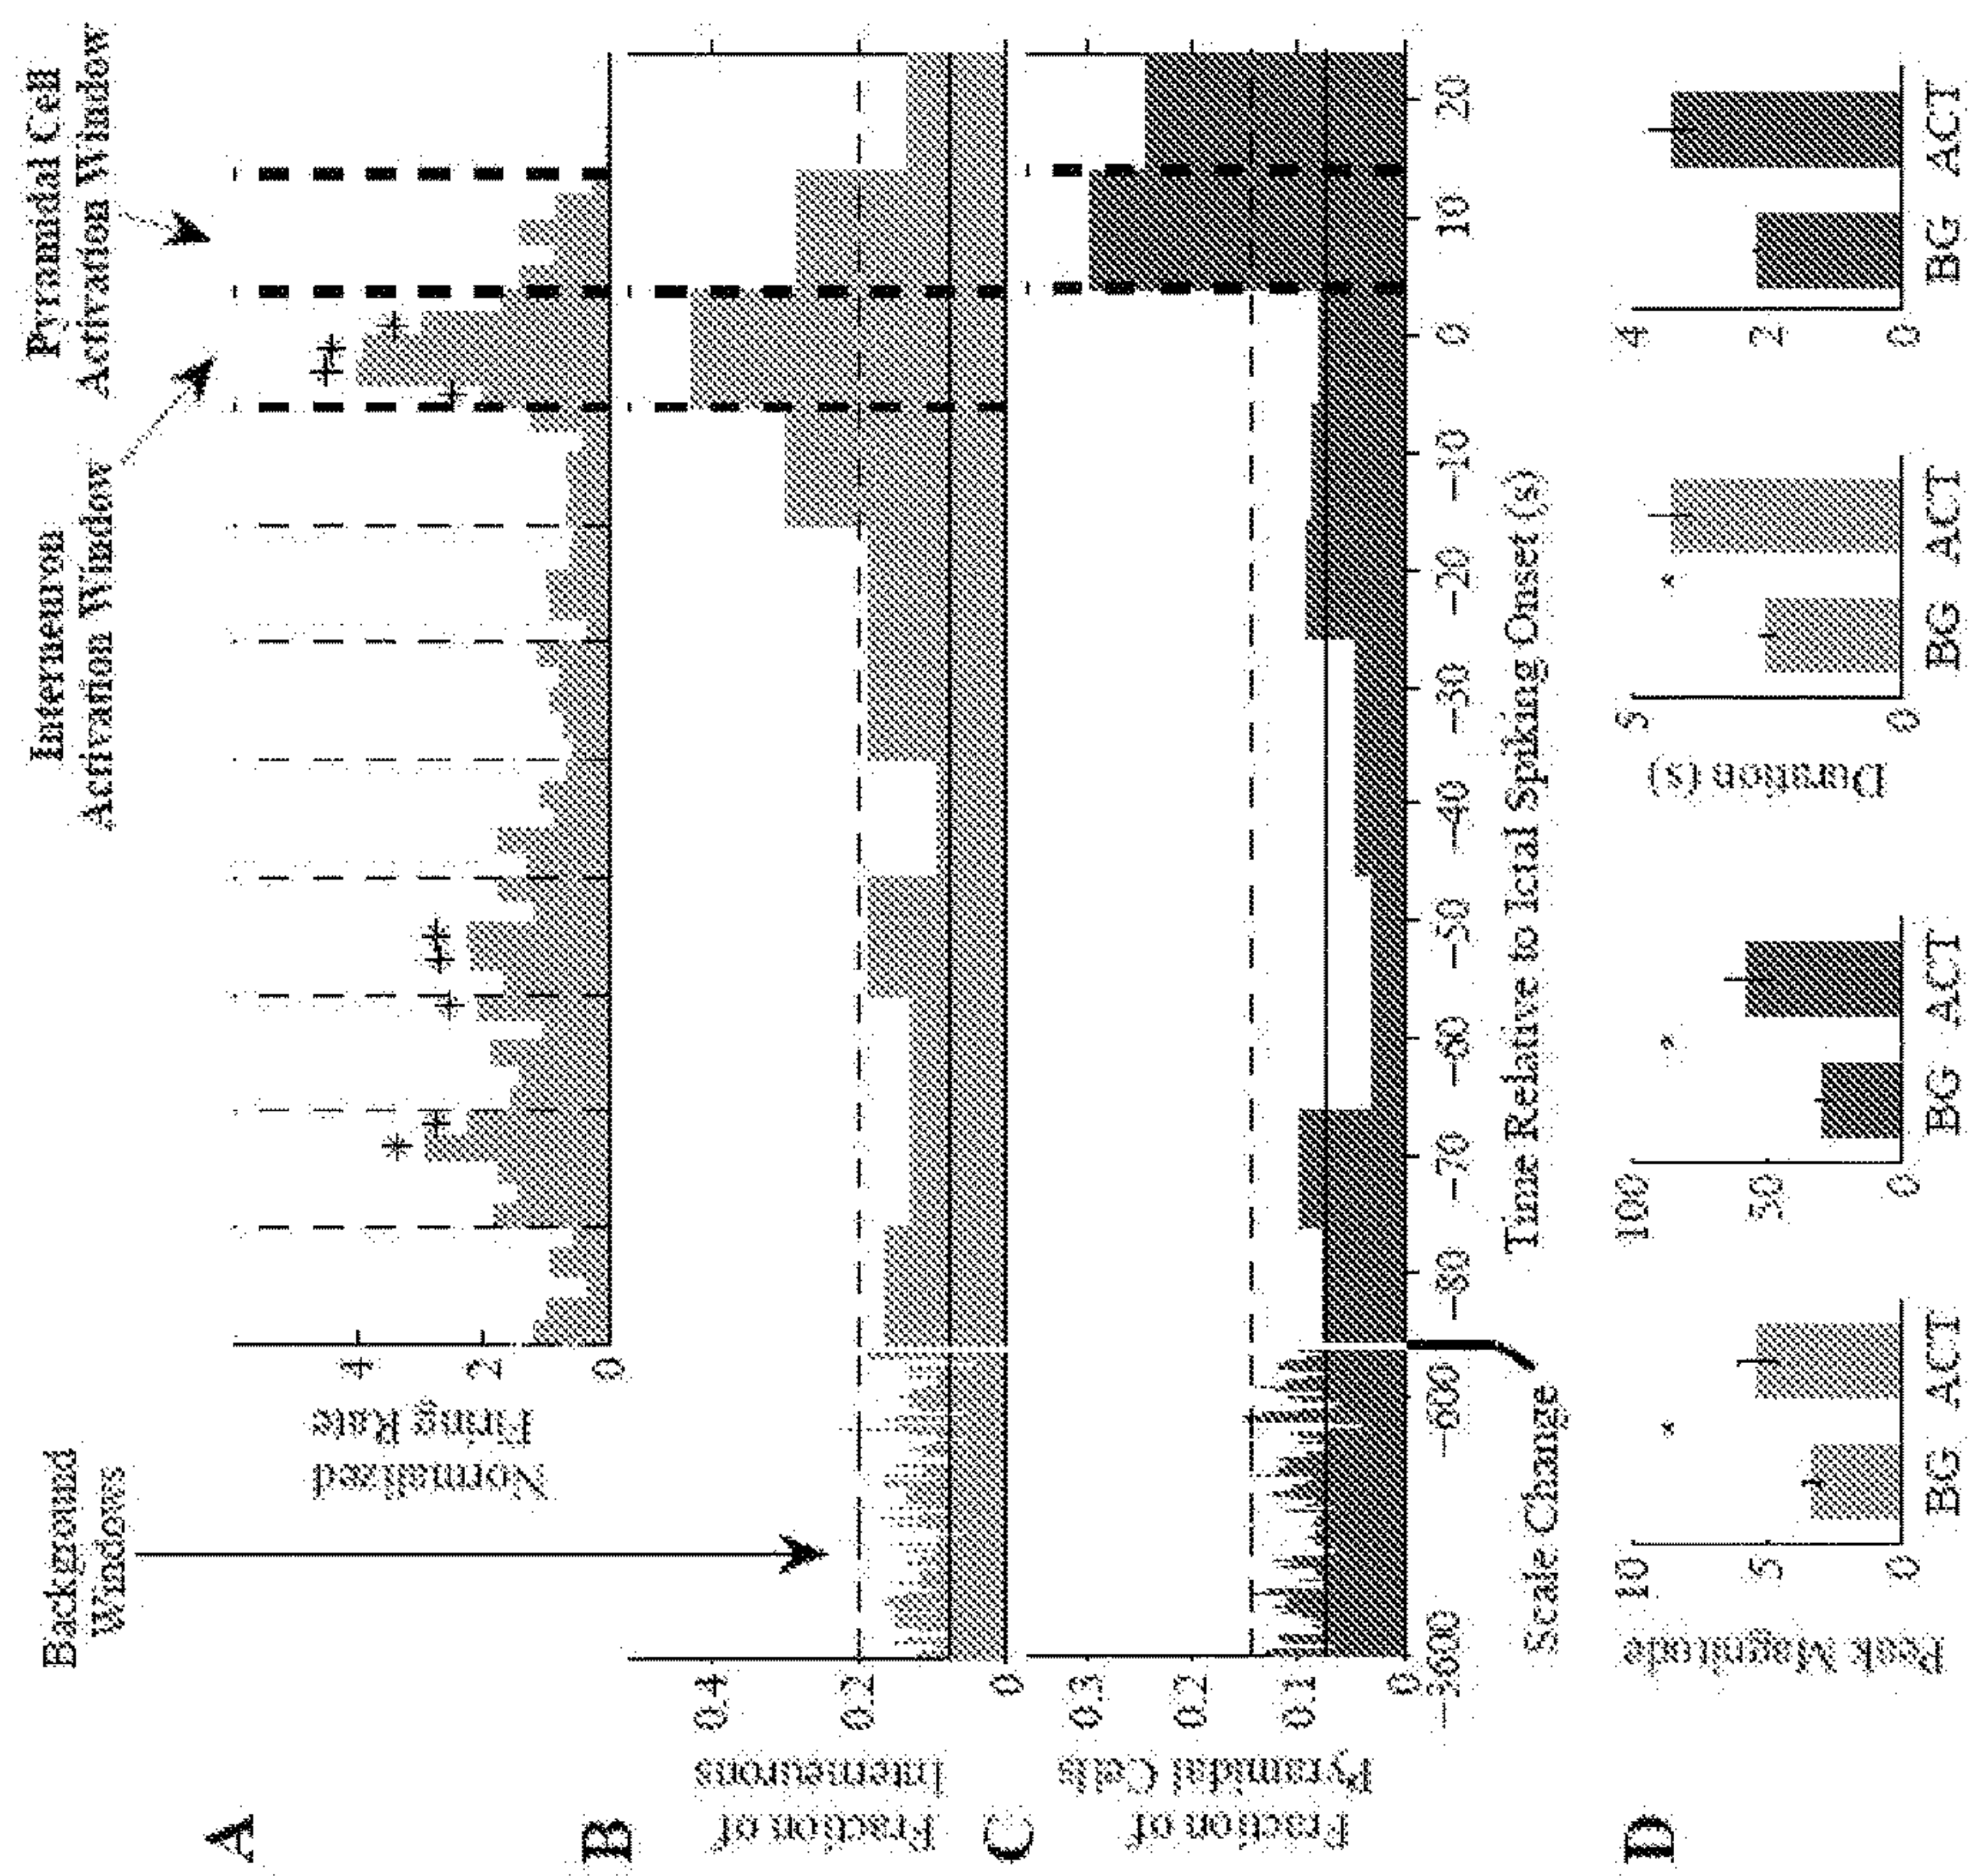 Background
Windows
Interneuron
Activation Window
Pyramidal Cell
Activation Window
A
Normalized
Firing Rate
4
2
0
B
Fraction of
Interneurons
0.4
0.2
0
C
Fraction of
Pyramidal Cells
0.3
0.2
0.1
0
−3600
−600
−80
−70
−60
−50
−40
−30
−20
−10
0
10
20
Scale Change
Time Relative to Ictal Spiking Onset (s)
D
Peak Magnitude
10
5
0
*
BG ACT
100
50
0
*
BG ACT
Duration (s)
5
0
*
BG ACT
4
2
0
BG ACT